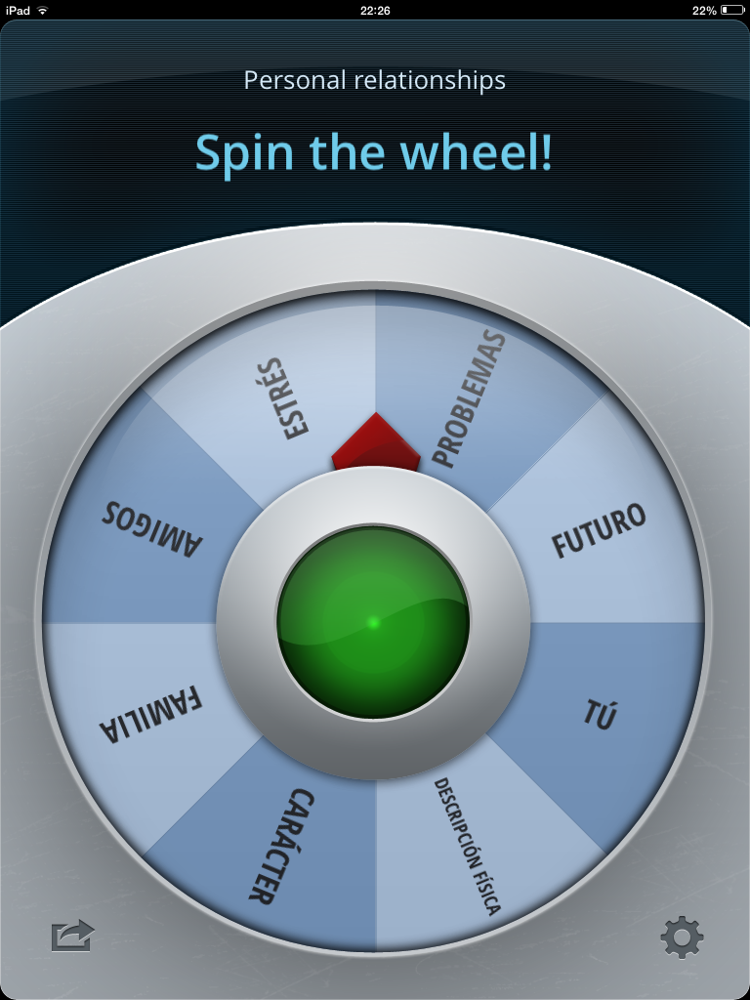 iPad 22:26 22%
Personal relationships
Spin the wheel!
PROBLEMAS
FUTURO
TÚ
DESCRIPCIÓN FÍSICA
CARÁCTER
FAMILIA
AMIGOS
ESTRÉS